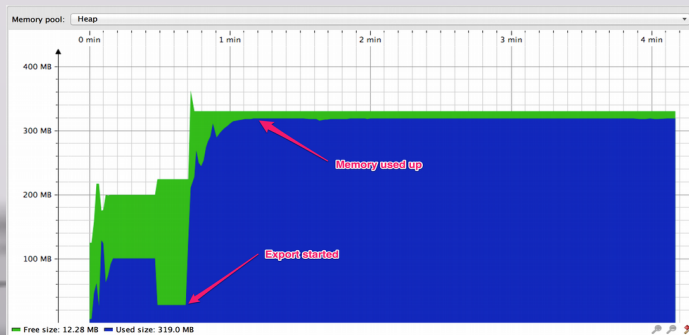 Memory pool: Heap
0 min 1 min 2 min 3 min 4 min
400 MB
300 MB
Memory used up
200 MB
Export started
100 MB
Free size: 12.28 MB Used size: 319.0 MB